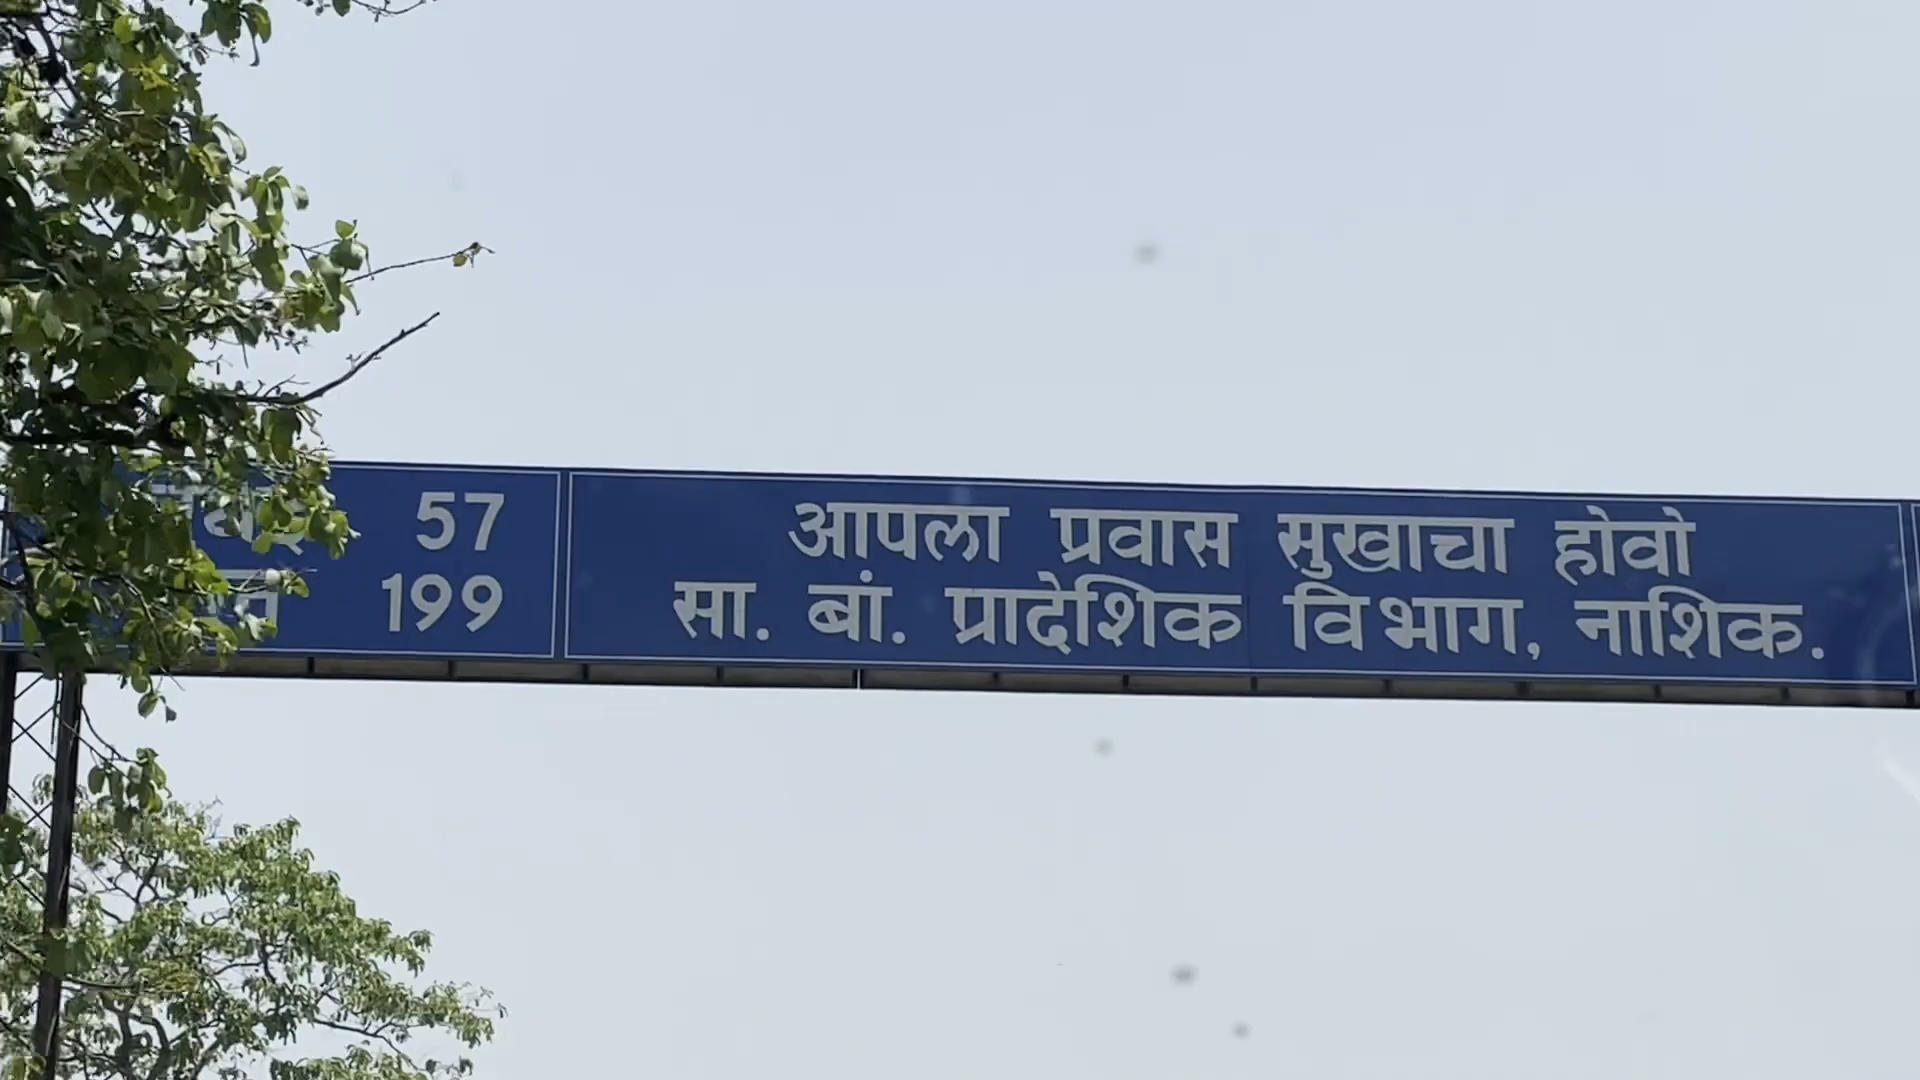 57
199
आपला प्रवास सुखाचा होवो
सा. बां. प्रादेशिक विभाग, नाशिक.